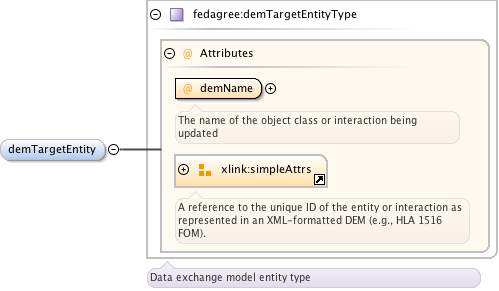 fedagree:demTargetEntityType
@ Attributes
@ demName
The name of the object class or interaction being
updated
demTargetEntity
xlink:simpleAttrs
A reference to the unique ID of the entity or interaction as
represented in an XML-formatted DEM (e.g., HLA 1516
FOM).
Data exchange model entity type